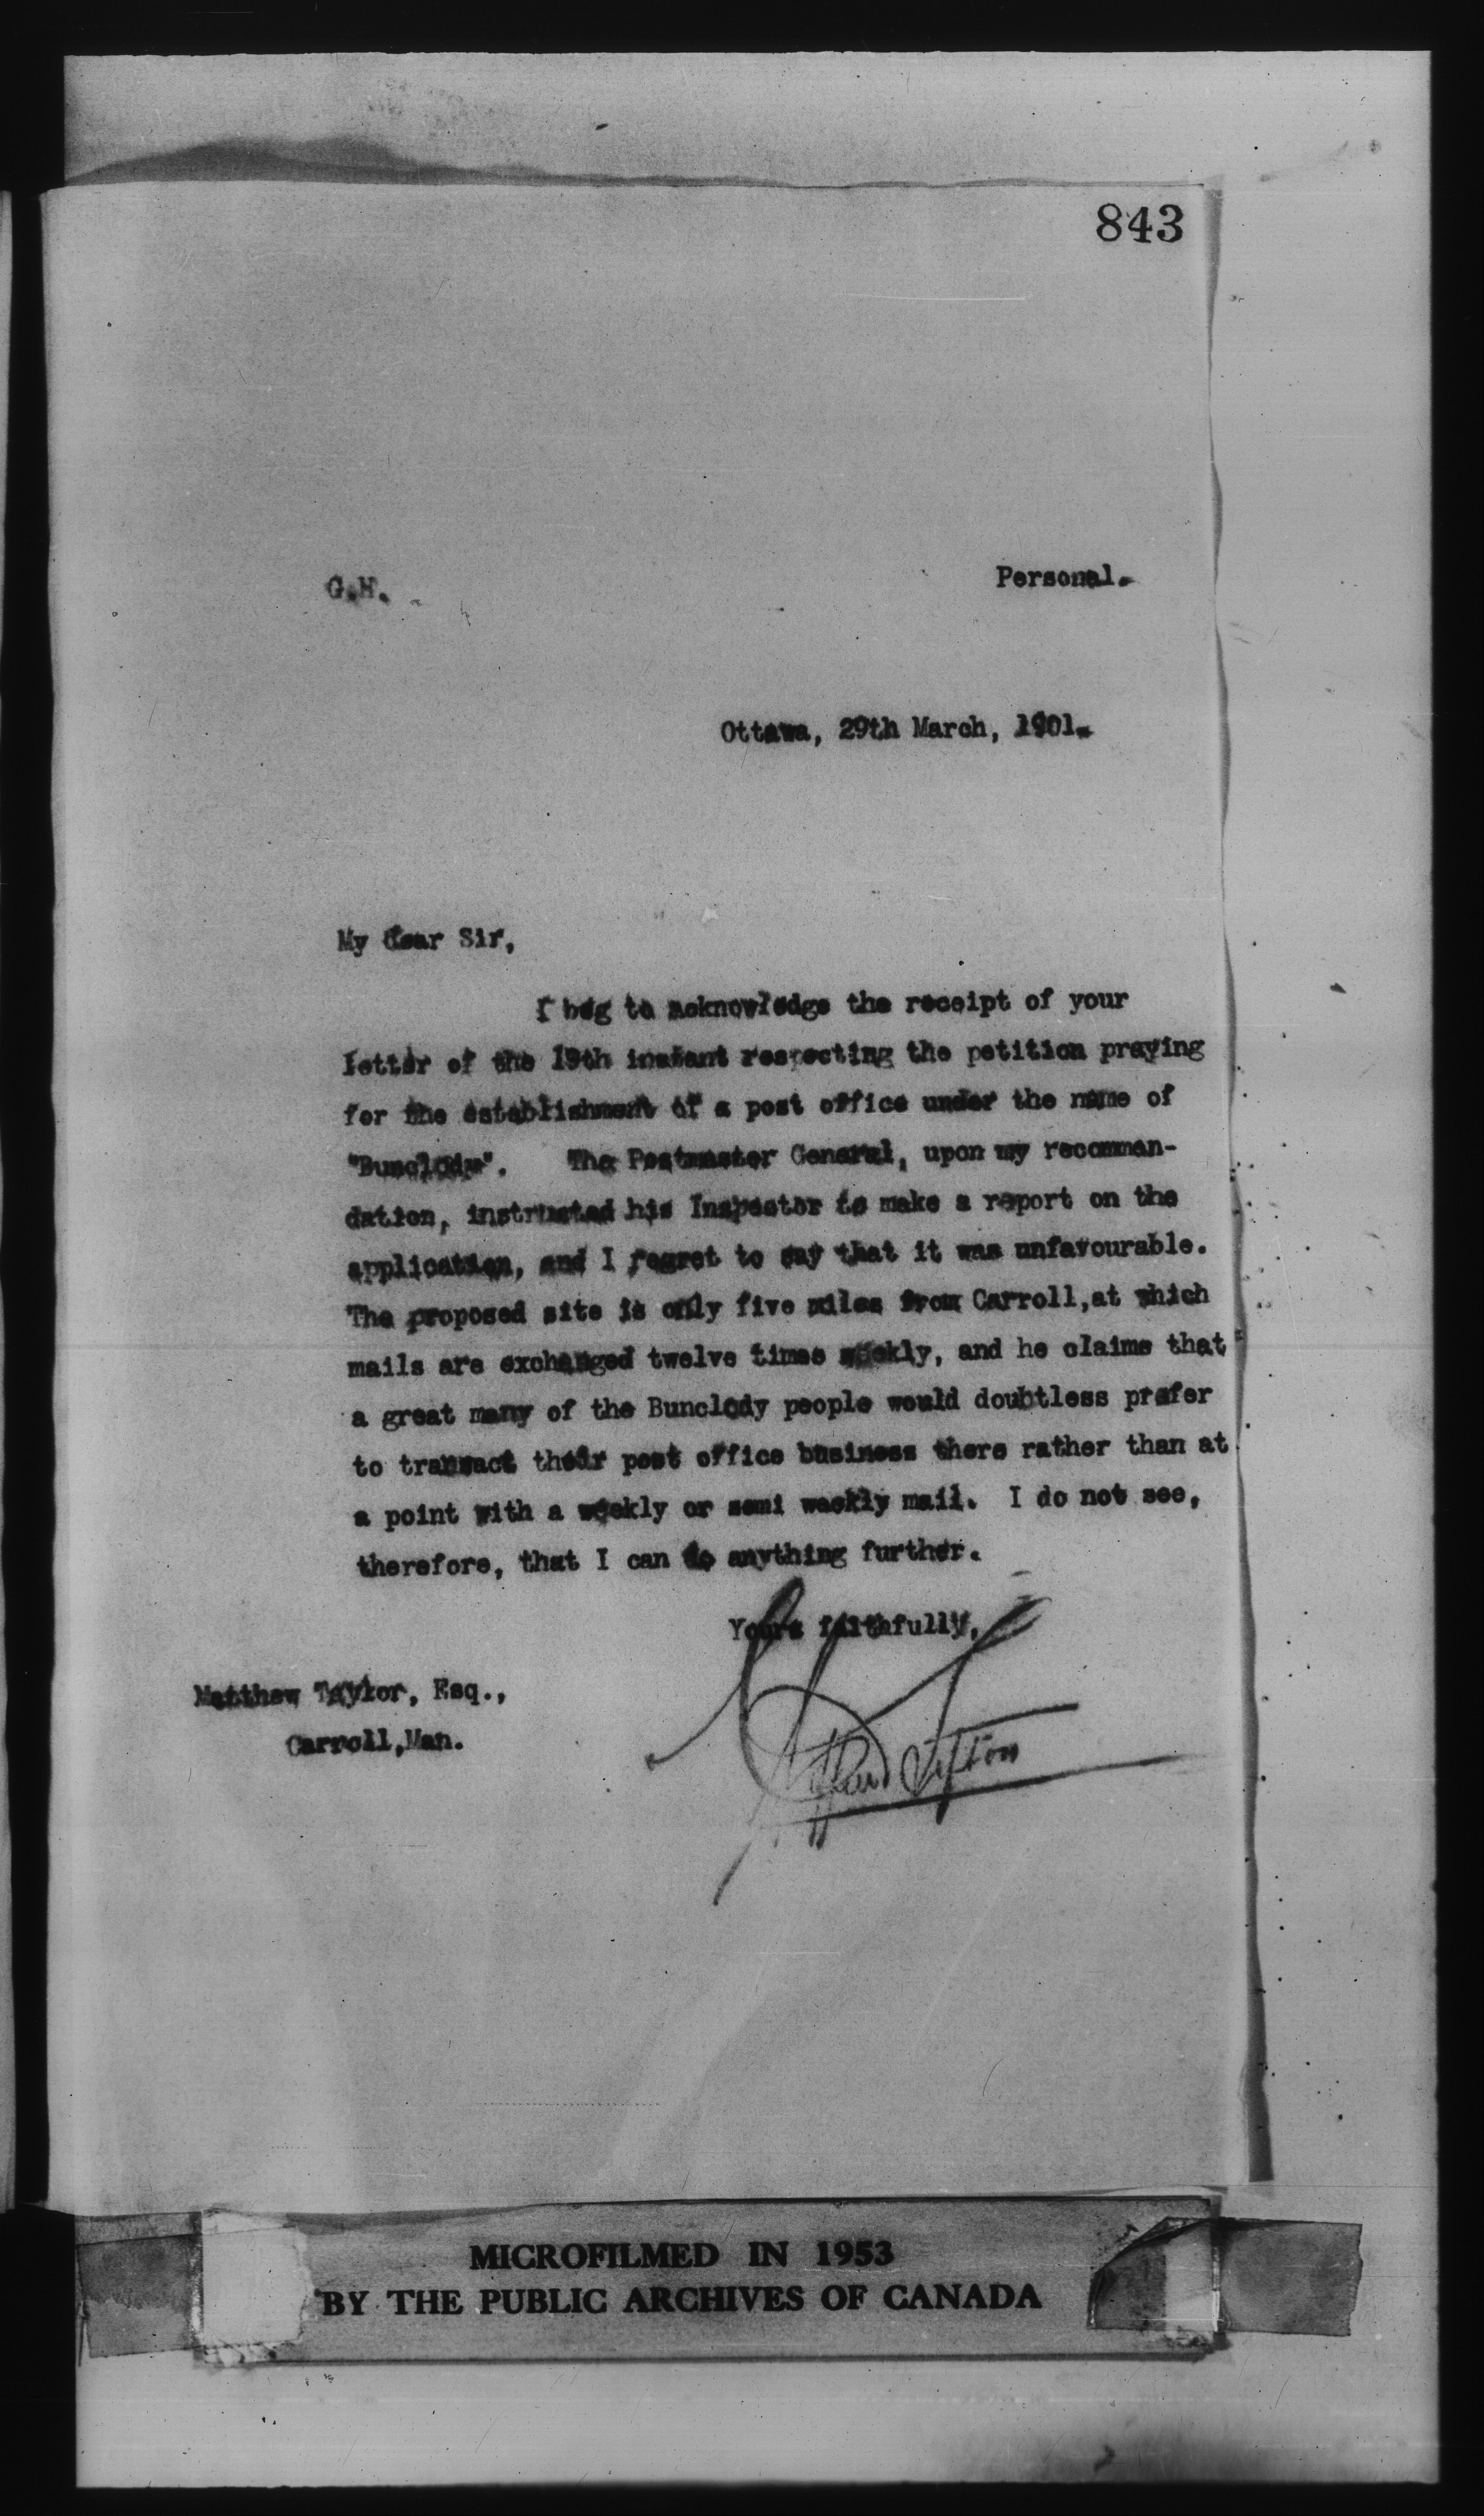 843
G.H.
Personal.
Ottawa, 29th March, 1901.
My dear Sir,
I beg to acknowledge the receipt of your
letter of the 19th instant respecting the petition praying
for the establishment of a post office under the name of
"Bunclody". The Postmaster General, upon my recommen-
dation, instructed his Inspector to make a report on the
application, and I regret to say that it was unfavourable.
The proposed site is only five miles from Carroll,at which
mails are exchanged twelve times weekly, and he claims that
a great many of the Bunclody people would doubtless prefer
to transact their post office business there rather than at
a point with a weekly or semi weekly mail. I do not see,
therefore, that I can do anything further.
Yours faithfully,
Clifford Sifton
Matthew Taylor, Esq.,
Carroll,Man.
MICROFILMED IN 1953
BY THE PUBLIC ARCHIVES OF CANADA